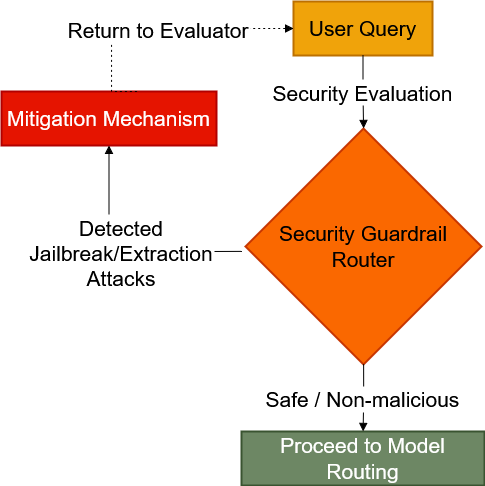 Return to Evaluator
User Query
Security Evaluation
Mitigation Mechanism
Detected
Jailbreak/Extraction
Attacks
Security Guardrail
Router
Safe / Non-malicious
Proceed to Model
Routing